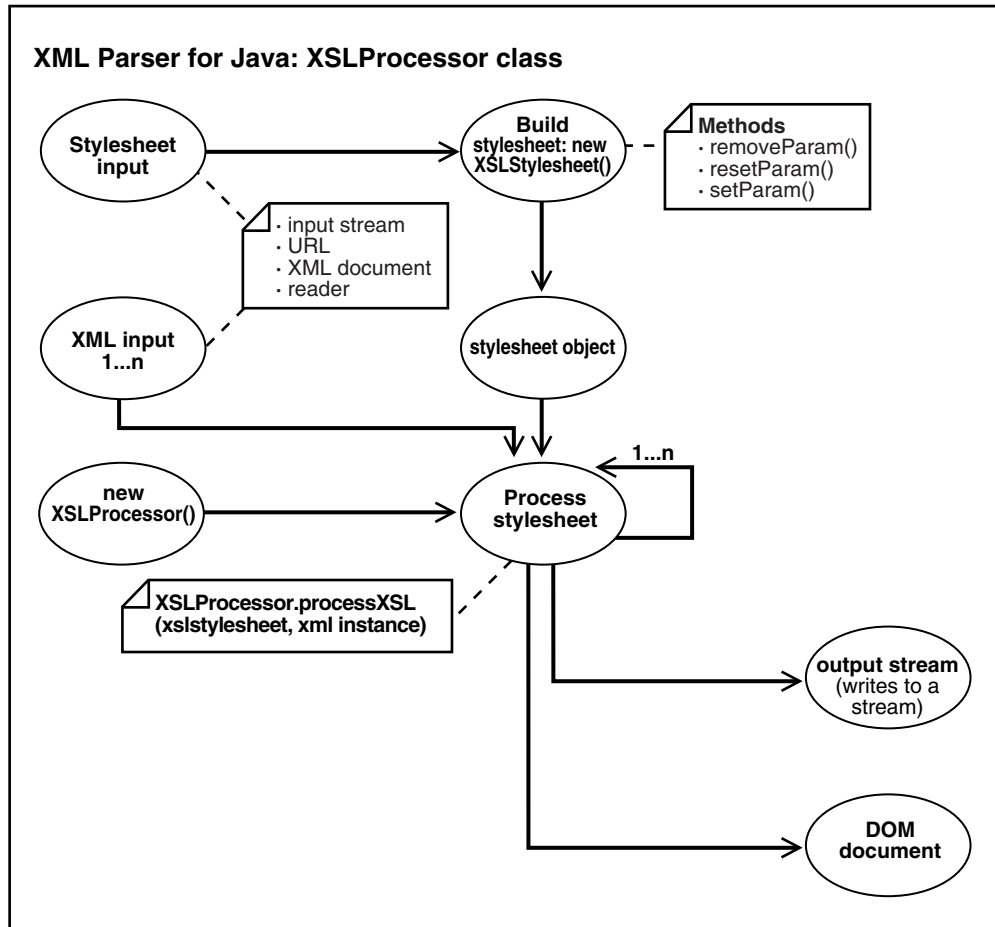 XML Parser for Java: XSLProcessor class
Stylesheet
input
Build
stylesheet: new
XSLStylesheet()
Methods
· removeParam()
· resetParam()
· setParam()
· input stream
· URL
· XML document
· reader
XML input
1...n
stylesheet object
1...n
new
XSLProcessor()
Process
stylesheet
XSLProcessor.processXSL
(xslstylesheet, xml instance)
output stream
(writes to a
stream)
DOM
document